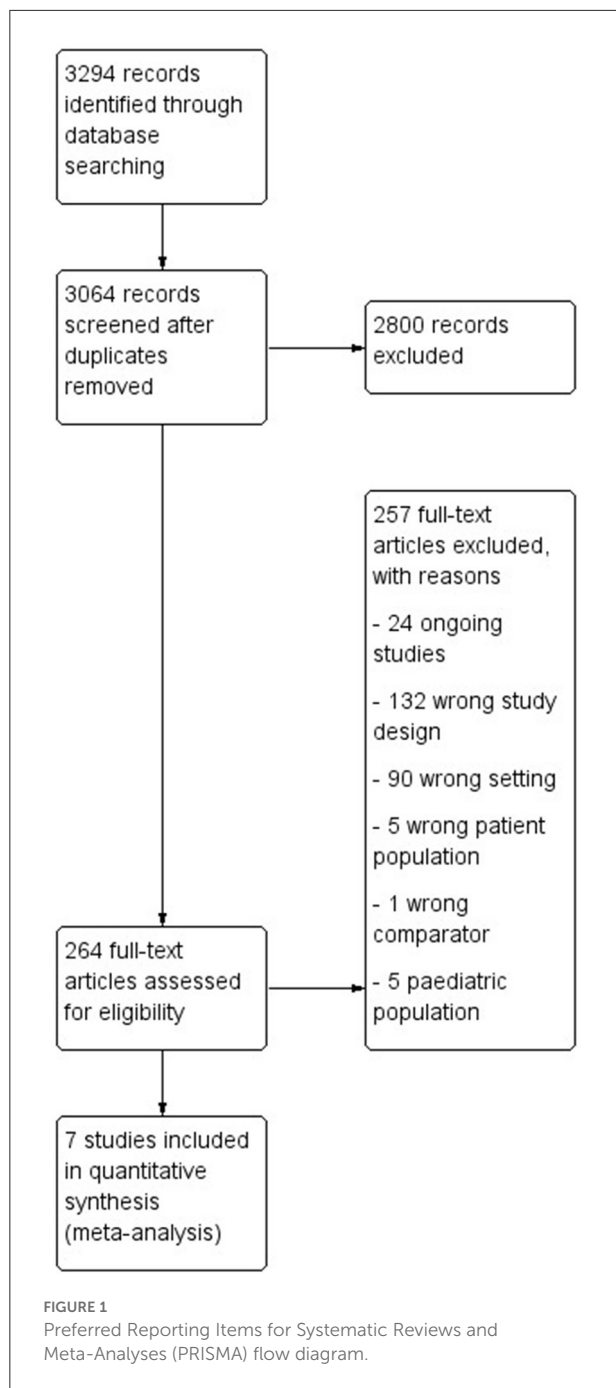 3294 records
identified through
database
searching
3064 records
screened after
duplicates
removed
2800 records
excluded
257 full-text
articles excluded,
with reasons
- 24 ongoing
studies
- 132 wrong study
design
- 90 wrong setting
- 5 wrong patient
population
- 1 wrong
comparator
- 5 paediatric
population
264 full-text
articles assessed
for eligibility
7 studies included
in quantitative
synthesis
(meta-analysis)
FIGURE 1
Preferred Reporting Items for Systematic Reviews and
Meta-Analyses (PRISMA) flow diagram.